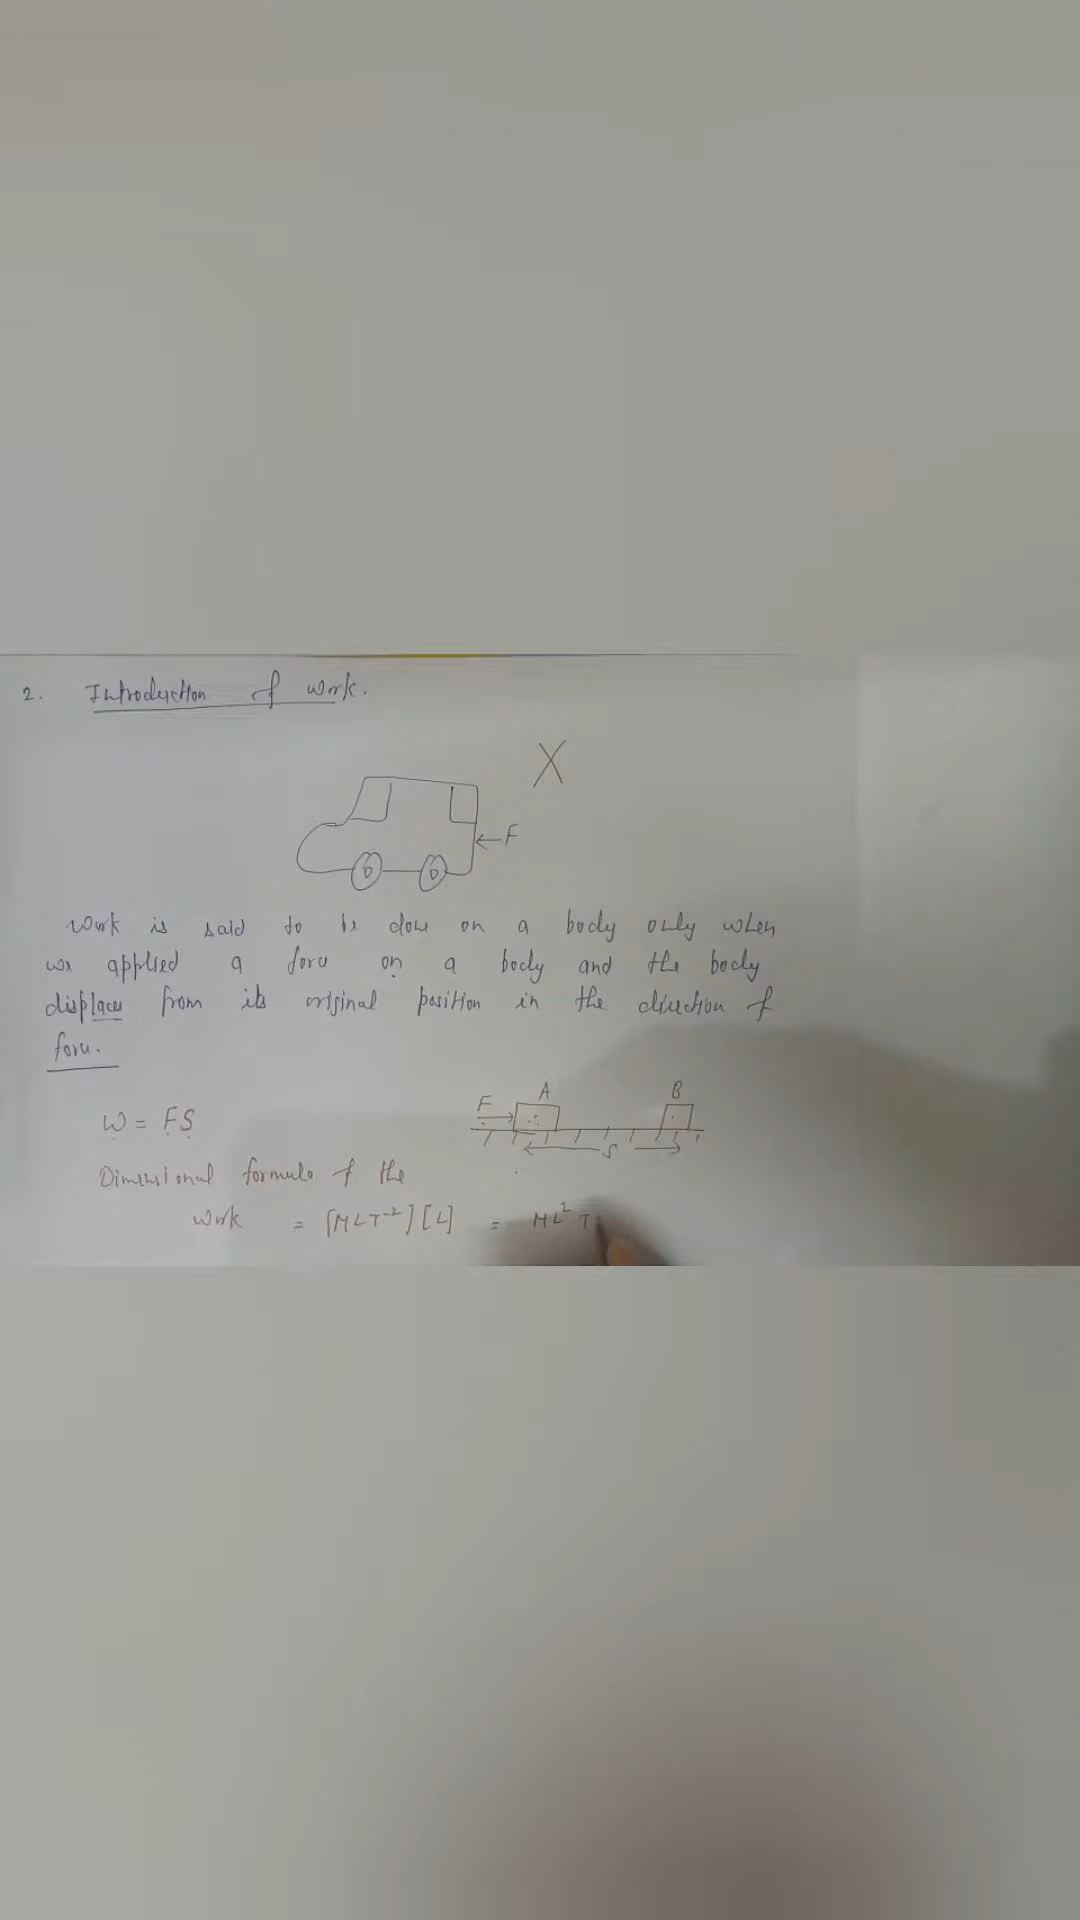 2. Introduction of work.
X
← F
Work is said to be done on a body only when
we applied a force on a body and the body
displaces from its original position in the direction of
force.
F A B
W = FS
S
Dimensional formula of the
work = [MLT⁻²][L] = ML² T